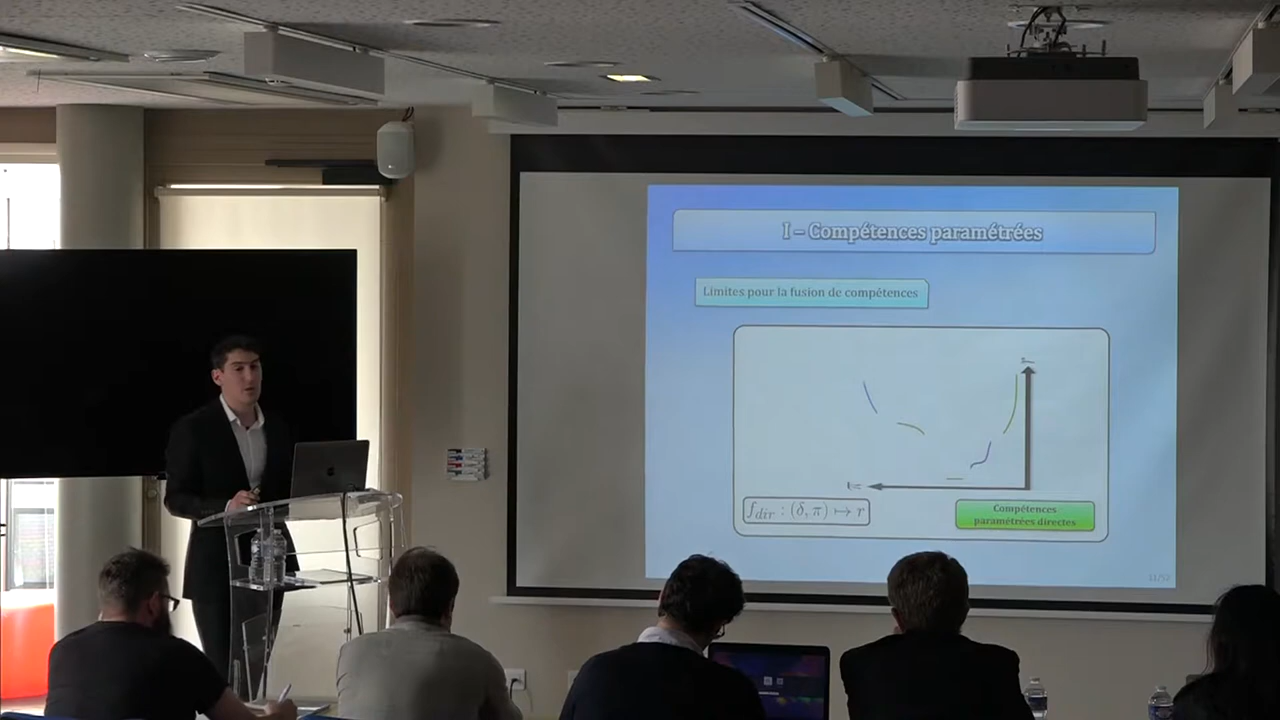 I – Compétences paramétrées
Limites pour la fusion de compétences
f_dir : (δ, π) ↦ r
Compétences
paramétrées directes